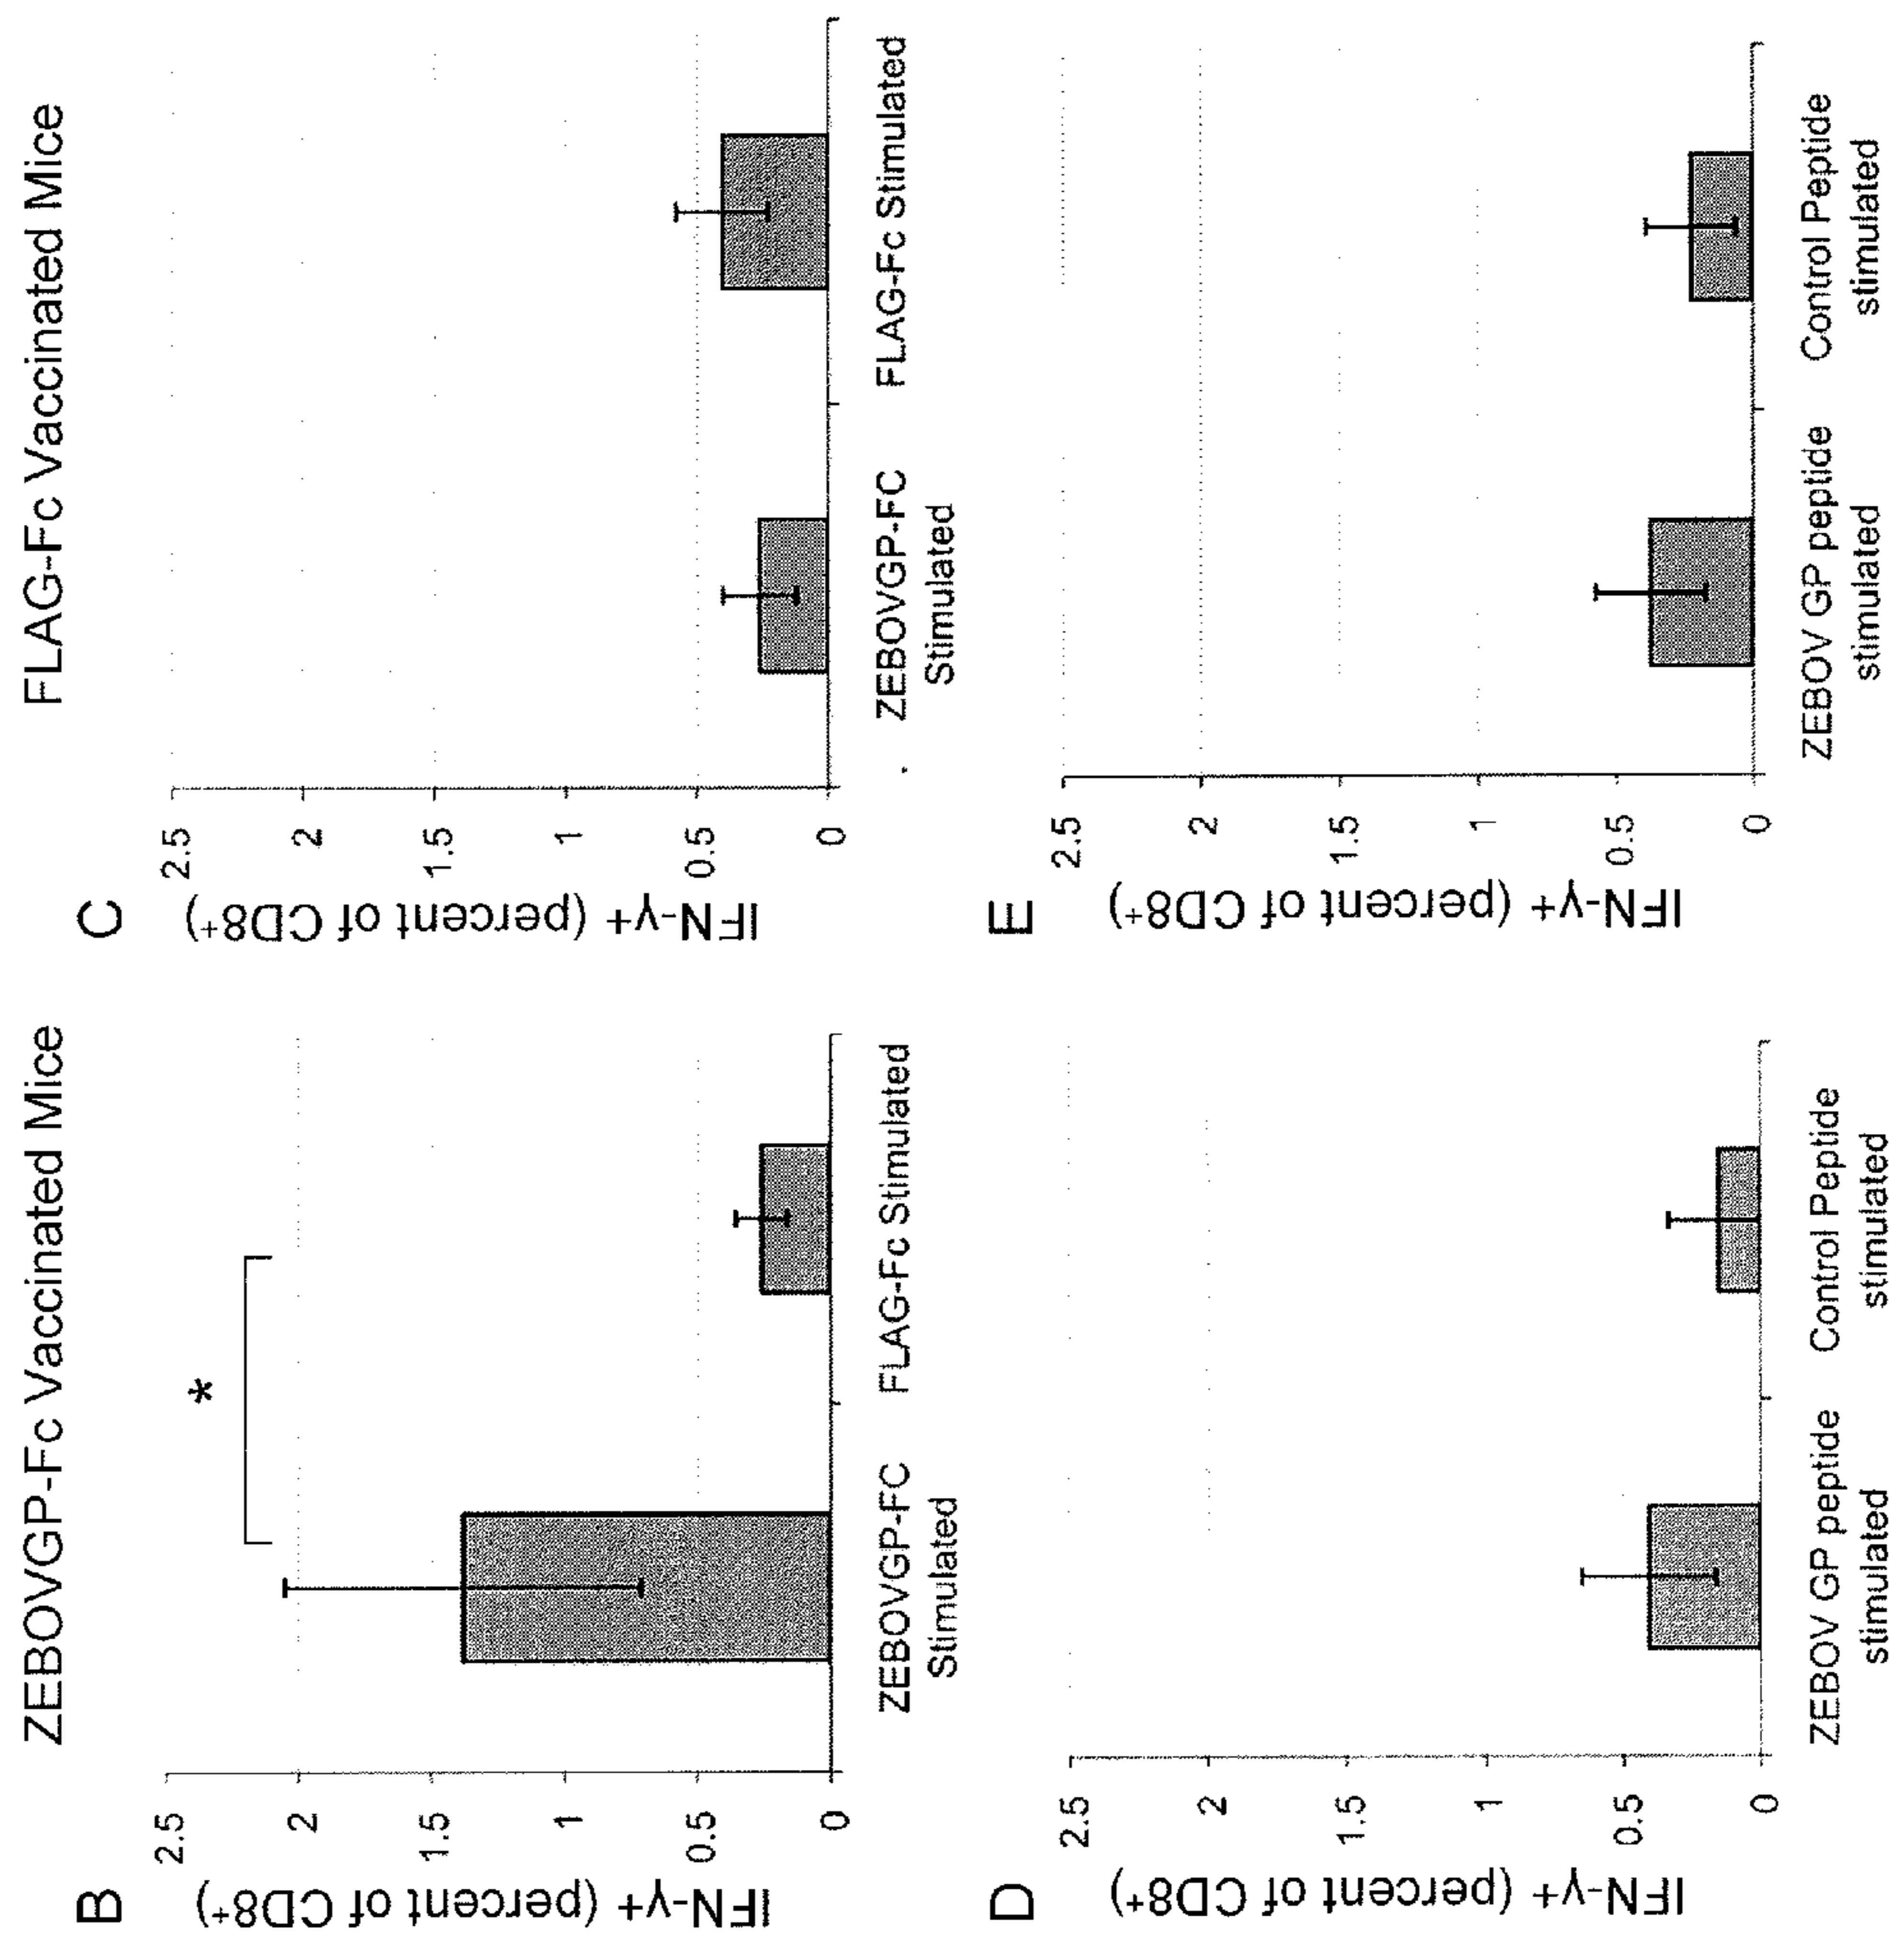 ZEBOVGP-Fc Vaccinated Mice
B
*
IFN-γ+ (percent of CD8⁺)
2.5
2
1.5
1
0.5
0
ZEBOVGP-FC
Stimulated
FLAG-Fc Stimulated
FLAG-Fc Vaccinated Mice
C
IFN-γ+ (percent of CD8⁺)
2.5
2
1.5
1
0.5
0
ZEBOVGP-FC
Stimulated
FLAG-Fc Stimulated
D
IFN-γ+ (percent of CD8⁺)
2.5
2
1.5
1
0.5
0
ZEBOV GP peptide
stimulated
Control Peptide
stimulated
E
IFN-γ+ (percent of CD8⁺)
2.5
2
1.5
1
0.5
0
ZEBOV GP peptide
stimulated
Control Peptide
stimulated